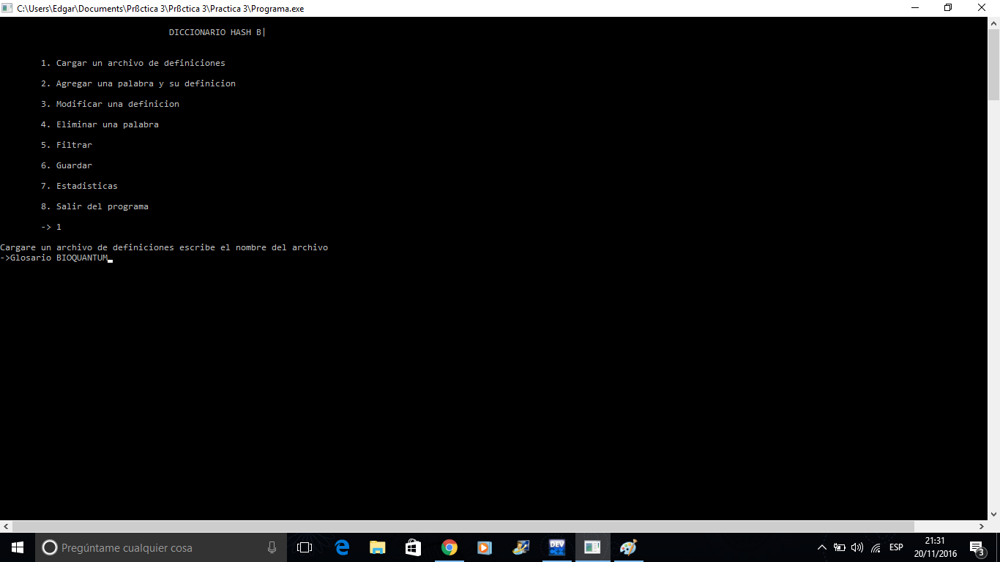 C:\Users\Edgar\Documents\Prßctica 3\Prßctica 3\Practica 3\Programa.exe
DICCIONARIO HASH B|
1. Cargar un archivo de definiciones
2. Agregar una palabra y su definicion
3. Modificar una definicion
4. Eliminar una palabra
5. Filtrar
6. Guardar
7. Estadisticas
8. Salir del programa
-> 1
Cargare un archivo de definiciones escribe el nombre del archivo
->Glosario BIOQUANTUM
Pregúntame cualquier cosa
DEV
ESP
21:31
20/11/2016
3